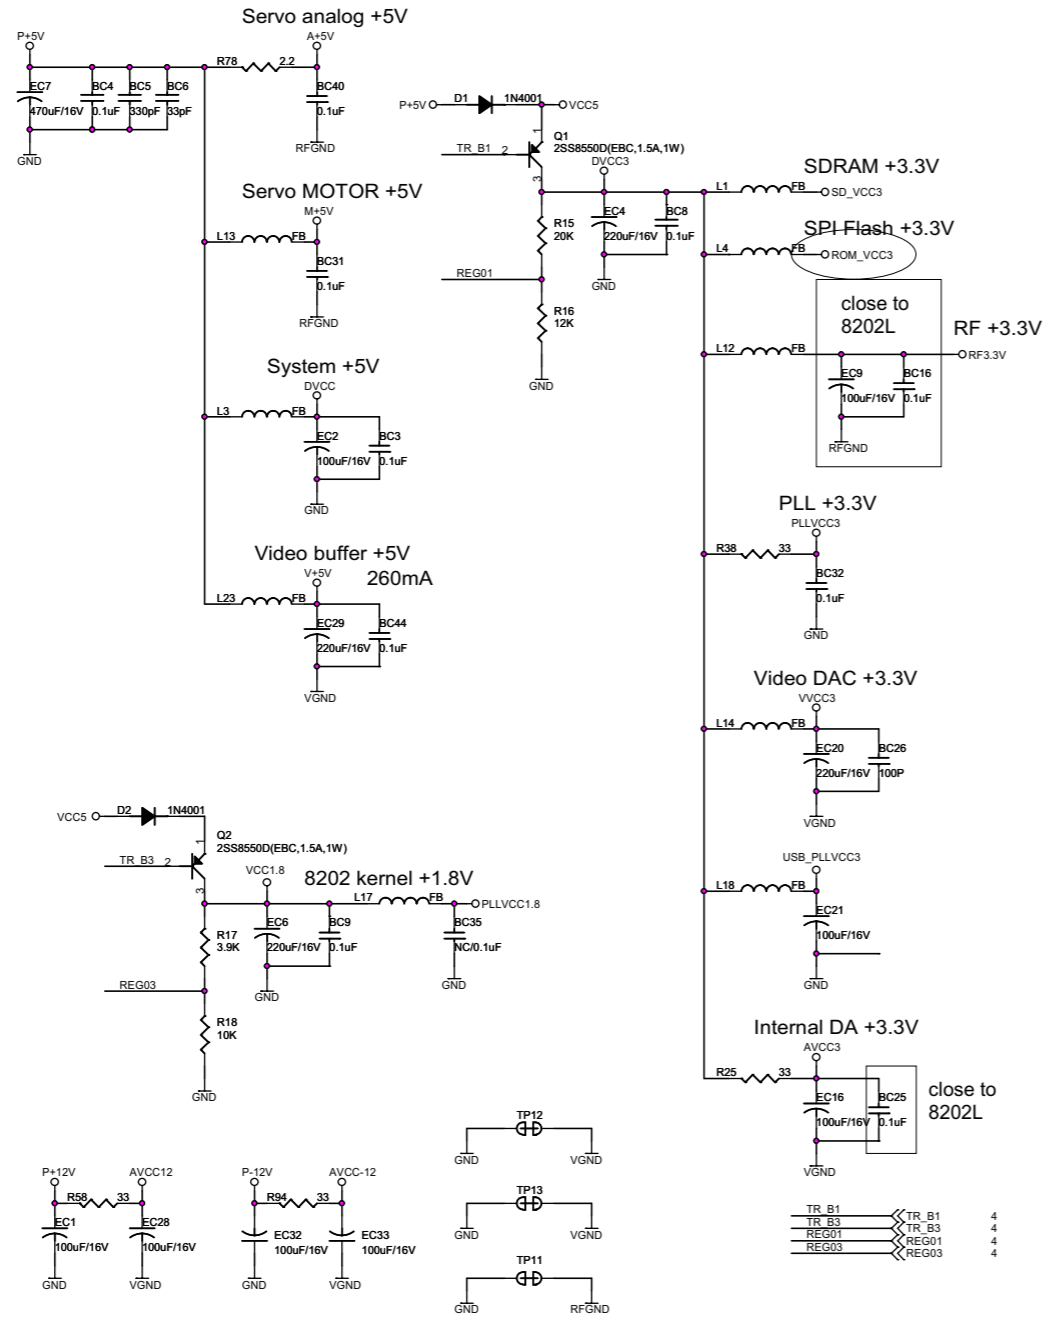 Servo analog +5V
P+5V
A+5V
R78 2.2
EC7
470uF/16V
BC4
0.1uF
BC5
330pF
BC6
33pF
BC40
0.1uF
GND
RFGND
Servo MOTOR +5V
M+5V
L13 FB
BC31
0.1uF
RFGND
System +5V
DVCC
L3 FB
EC2
100uF/16V
BC3
0.1uF
GND
Video buffer +5V
260mA
V+5V
L23 FB
EC29
220uF/16V
BC44
0.1uF
VGND
P+5V D1 1N4001 VCC5
1
Q1
2SS8550D(EBC,1.5A,1W)
TR_B1 2
3
DVCC3
R15
20K
EC4
220uF/16V
BC8
0.1uF
GND
REG01
R16
12K
GND
SDRAM +3.3V
L1 FB SD_VCC3
SPI Flash +3.3V
L4 FB ROM_VCC3
close to
8202L
RF +3.3V
L12 FB RF3.3V
EC9
100uF/16V
BC16
0.1uF
RFGND
PLL +3.3V
PLLVCC3
R38 33
BC32
0.1uF
GND
Video DAC +3.3V
VVCC3
L14 FB
EC20
220uF/16V
BC26
100P
VGND
USB_PLLVCC3
L18 FB
EC21
100uF/16V
GND
Internal DA +3.3V
AVCC3
R25 33
EC16
100uF/16V
BC25
0.1uF
close to
8202L
VGND
VCC5 D2 1N4001
1
Q2
2SS8550D(EBC,1.5A,1W)
TR_B3 2
3
VCC1.8
8202 kernel +1.8V
L17 FB PLLVCC1.8
R17
3.9K
EC6
220uF/16V
BC9
0.1uF
BC35
NC/0.1uF
GND
GND
REG03
R18
10K
GND
P+12V AVCC12
R58 33
EC1
100uF/16V
EC28
100uF/16V
GND VGND
P-12V AVCC-12
R94 33
EC32
100uF/16V
EC33
100uF/16V
GND VGND
TP12
GND VGND
TP13
GND VGND
TP11
GND RFGND
TR_B1 TR_B1 4
TR_B3 TR_B3 4
REG01 REG01 4
REG03 REG03 4